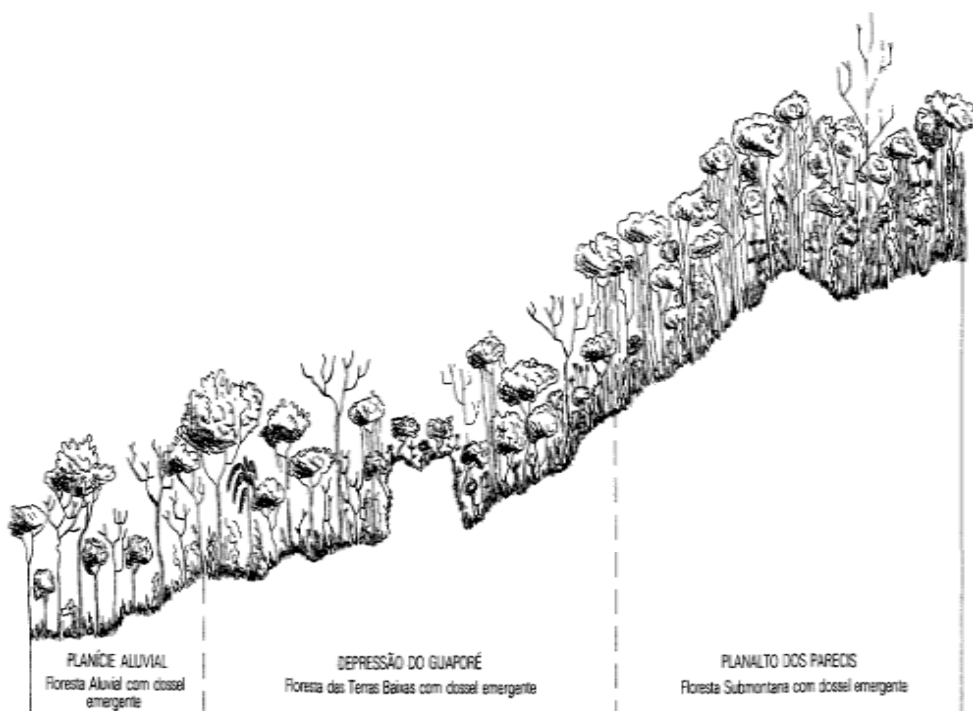 PLANÍCIE ALUVIAL
Floresta Aluvial com dossel
emergente
DEPRESSÃO DO GUAPORÉ
Floresta das Terras Baixas com dossel emergente
PLANALTO DOS PARECIS
Floresta Submontana com dossel emergente